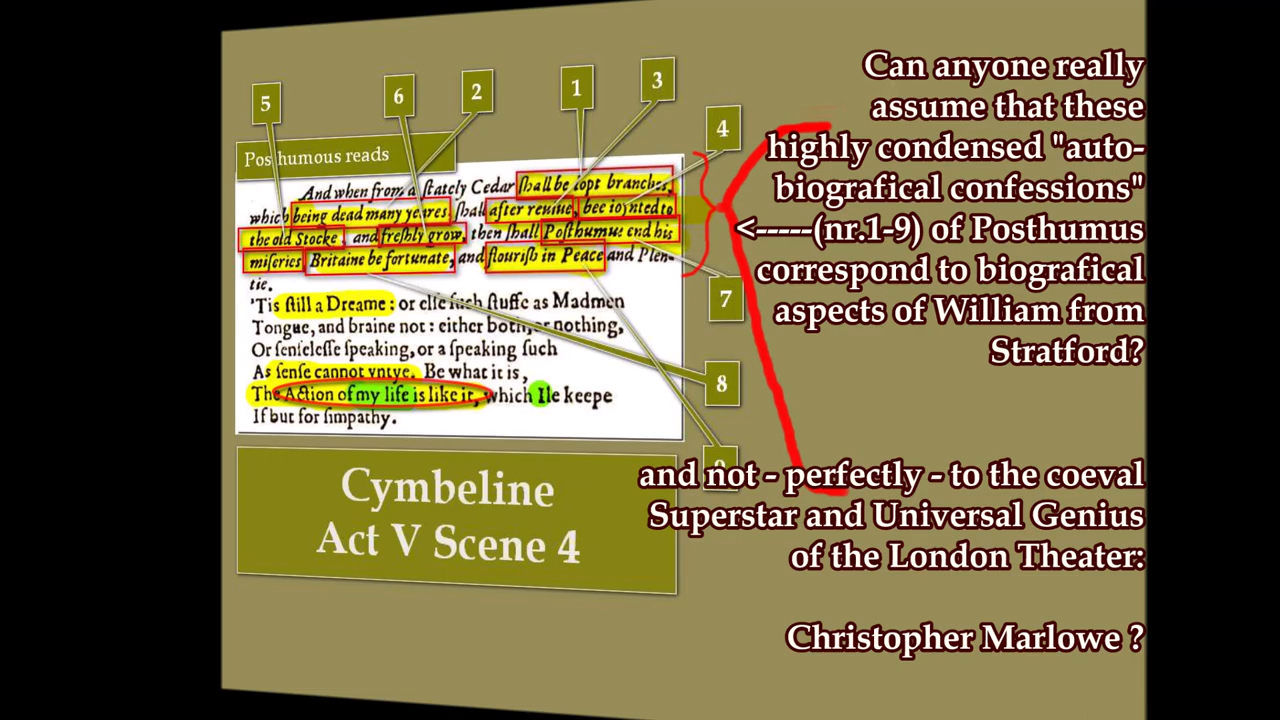 5
6
2
1
3
4
Posthumous reads
And when from a stately Cedar shall be lopt branches,
which being dead many yeares, shall after reuiue, bee ioynted to
the old Stocke, and freshly grow, then shall Posthumus end his
miseries, Britaine be fortunate, and flourish in Peace and Plen-
tie.
'Tis still a Dreame: or else such stuffe as Madmen
Tongue, and braine not: either both, or nothing,
Or senselesse speaking, or a speaking such
As sense cannot vntye. Be what it is,
The Action of my life is like it, which Ile keepe
If but for simpathy.
7
8
9
Cymbeline
Act V Scene 4
Can anyone really
assume that these
highly condensed "auto-
biografical confessions"
<-----(nr.1-9) of Posthumus
correspond to biografical
aspects of William from
Stratford?
and not - perfectly - to the coeval
Superstar and Universal Genius
of the London Theater:
Christopher Marlowe ?